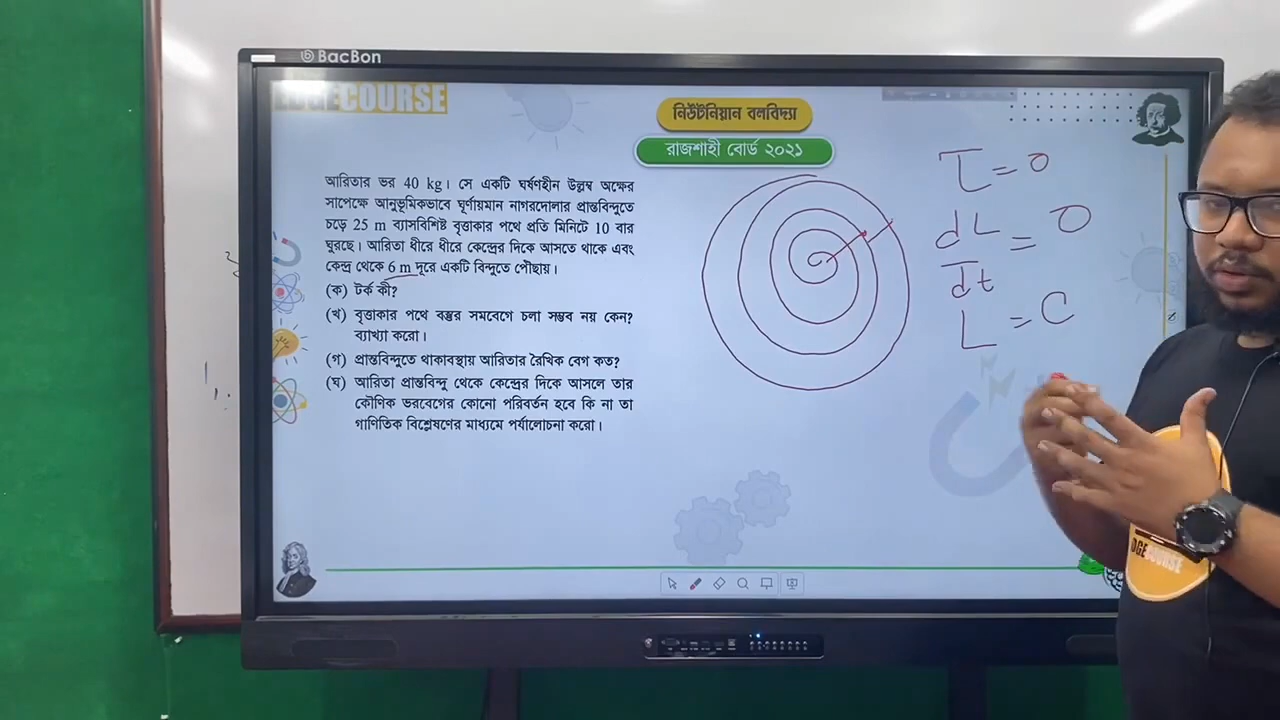 BacBon
EDGECOURSE
নিউটনিয়ান বলবিদ্যা
রাজশাহী বোর্ড ২০২১
আরিতার ভর 40 kg। সে একটি ঘর্ষণহীন উল্লম্ব অক্ষের
সাপেক্ষে আনুভূমিকভাবে ঘূর্ণায়মান নাগরদোলার প্রান্তবিন্দুতে
চড়ে 25 m ব্যাসবিশিষ্ট বৃত্তাকার পথে প্রতি মিনিটে 10 বার
ঘুরছে। আরিতা ধীরে ধীরে কেন্দ্রের দিকে আসতে থাকে এবং
কেন্দ্র থেকে 6 m দূরে একটি বিন্দুতে পৌছায়।
(ক) টর্ক কী?
(খ) বৃত্তাকার পথে বস্তুর সমবেগে চলা সম্ভব নয় কেন?
ব্যাখ্যা করো।
(গ) প্রান্তবিন্দুতে থাকাবস্থায় আরিতার রৈখিক বেগ কত?
(ঘ) আরিতা প্রান্তবিন্দু থেকে কেন্দ্রের দিকে আসলে তার
কৌণিক ভরবেগের কোনো পরিবর্তন হবে কি না তা
গাণিতিক বিশ্লেষণের মাধ্যমে পর্যালোচনা করো।
τ = 0
dL/dt = 0
L = C
DGECOURSE